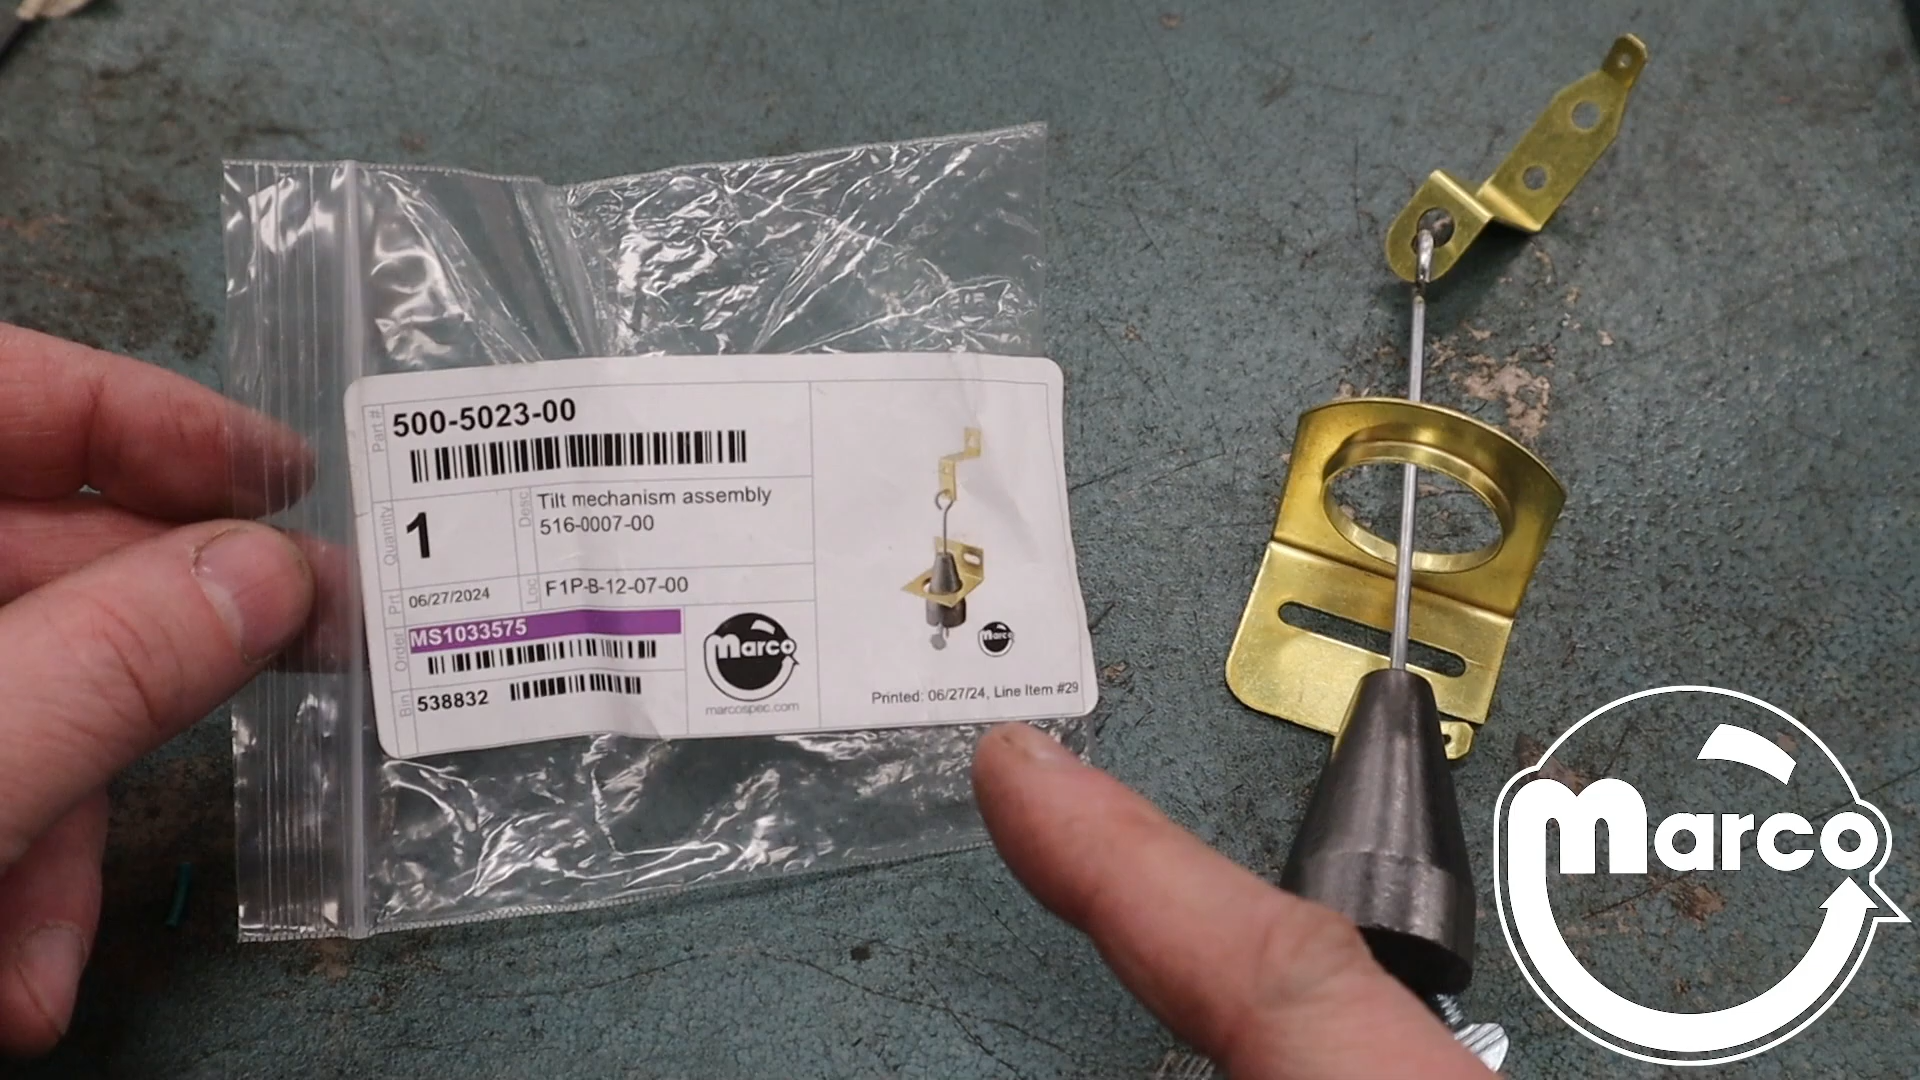 Part #
500-5023-00
Quantity
1
Desc
Tilt mechanism assembly
516-0007-00
Prt
06/27/2024
Loc
F1P-B-12-07-00
Order
MS1033575
Bin
538832
marco
marcospec.com
marco
Printed: 06/27/24, Line Item #29
marco